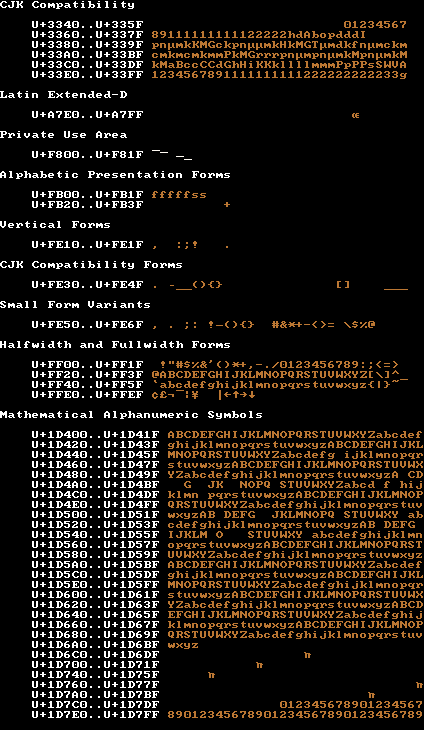 CJK Compatibility
U+3340..U+335F 01234567
U+3360..U+337F 89111111111122222hdAbopdddI
U+3380..U+339F pnµmkKMGckpnµµmkHkMGTµmdkfnµmckm
U+33A0..U+33BF cmkmcmkmmPkMGrrrpnµmpnµmkMpnµmkM
U+33C0..U+33DF kMaBccCCdGhHiKKkllllmmmPpPPsSWVA
U+33E0..U+33FF 1234567891111111111222222222233g
Latin Extended-D
U+A7E0..U+A7FF œ
Private Use Area
U+F800..U+F81F
Alphabetic Presentation Forms
U+FB00..U+FB1F fffffss
U+FB20..U+FB3F +
Vertical Forms
U+FE10..U+FE1F , :;! .
CJK Compatibility Forms
U+FE30..U+FE4F . -__(){} [] ___
Small Form Variants
U+FE50..U+FE6F , . ;: !-(){} #&*+-<>= \$%@
Halfwidth and Fullwidth Forms
U+FF00..U+FF1F !"#$%&'()*+,-./0123456789:;<=>
U+FF20..U+FF3F @ABCDEFGHIJKLMNOPQRSTUVWXYZ[\]^_
U+FF40..U+FF5F `abcdefghijklmnopqrstuvwxyz{|}~
U+FFE0..U+FFEF ¢£¬¯¦¥ |←↑→↓
Mathematical Alphanumeric Symbols
U+1D400..U+1D41F ABCDEFGHIJKLMNOPQRSTUVWXYZabcdef
U+1D420..U+1D43F ghijklmnopqrstuvwxyzABCDEFGHIJKL
U+1D440..U+1D45F MNOPQRSTUVWXYZabcdefg ijklmnopqr
U+1D460..U+1D47F stuvwxyzABCDEFGHIJKLMNOPQRSTUVWX
U+1D480..U+1D49F YZabcdefghijklmnopqrstuvwxyzA CD
U+1D4A0..U+1D4BF G JK NOPQ STUVWXYZabcd f hij
U+1D4C0..U+1D4DF klmn pqrstuvwxyzABCDEFGHIJKLMNOP
U+1D4E0..U+1D4FF QRSTUVWXYZabcdefghijklmnopqrstuv
U+1D500..U+1D51F wxyzAB DEFG JKLMNOPQ STUVWXY ab
U+1D520..U+1D53F cdefghijklmnopqrstuvwxyzAB DEFG
U+1D540..U+1D55F IJKLM O STUVWXY abcdefghijklmn
U+1D560..U+1D57F opqrstuvwxyzABCDEFGHIJKLMNOPQRST
U+1D580..U+1D59F UVWXYZabcdefghijklmnopqrstuvwxyz
U+1D5A0..U+1D5BF ABCDEFGHIJKLMNOPQRSTUVWXYZabcdef
U+1D5C0..U+1D5DF ghijklmnopqrstuvwxyzABCDEFGHIJKL
U+1D5E0..U+1D5FF MNOPQRSTUVWXYZabcdefghijklmnopqr
U+1D600..U+1D61F stuvwxyzABCDEFGHIJKLMNOPQRSTUVWX
U+1D620..U+1D63F YZabcdefghijklmnopqrstuvwxyzABCD
U+1D640..U+1D65F EFGHIJKLMNOPQRSTUVWXYZabcdefghij
U+1D660..U+1D67F klmnopqrstuvwxyzABCDEFGHIJKLMNOP
U+1D680..U+1D69F QRSTUVWXYZabcdefghijklmnopqrstuv
U+1D6A0..U+1D6BF wxyz
U+1D6C0..U+1D6DF π
U+1D700..U+1D71F π
U+1D740..U+1D75F π
U+1D760..U+1D77F π
U+1D7A0..U+1D7BF π
U+1D7C0..U+1D7DF 012345678901234567
U+1D7E0..U+1D7FF 89012345678901234567890123456789